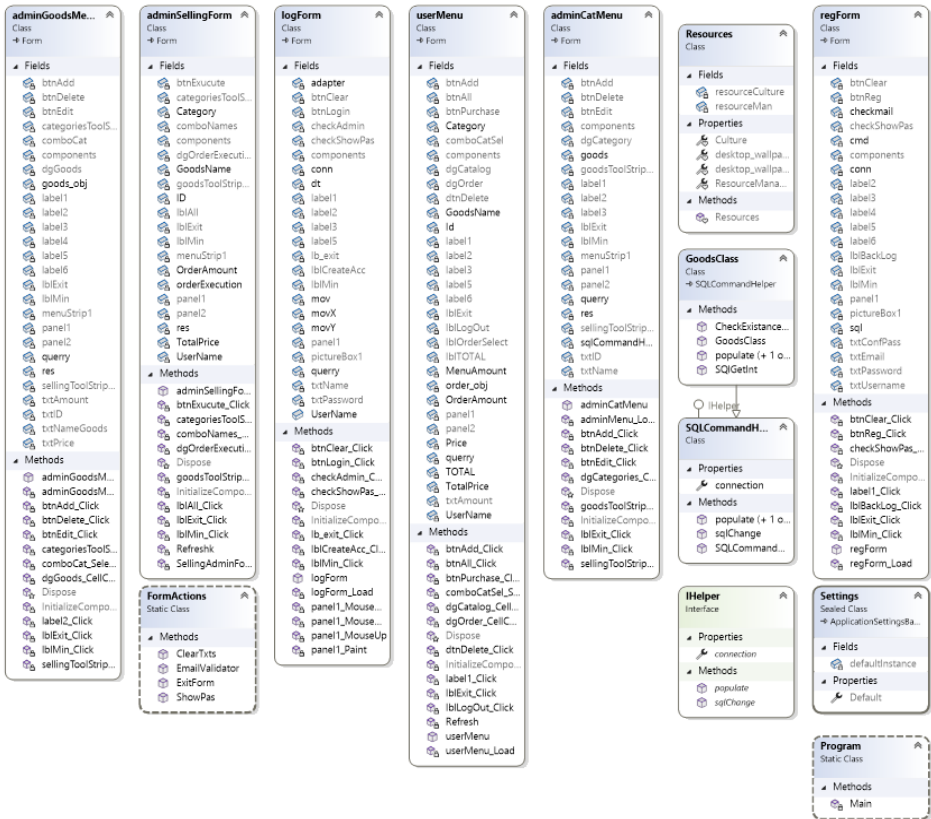 adminGoodsMe...
Class
Form
Fields
btnAdd
btnDelete
btnEdit
categoriesToolS...
comboCat
components
dgGoods
goods_obj
label1
label2
label3
label4
label5
label6
lblExit
lblMin
menuStrip1
panel1
panel2
querry
res
sellingToolStrip...
txtAmount
txtID
txtNameGoods
txtPrice
Methods
adminGoodsM...
adminGoodsM...
btnAdd_Click
btnDelete_Click
btnEdit_Click
categoriesToolS...
comboCat_Sele...
dgGoods_CellC...
Dispose
InitializeCompo...
label2_Click
lblExit_Click
lblMin_Click
sellingToolStrip...
adminSellingForm
Class
Form
Fields
btnExucute
categoriesToolS...
Category
comboNames
components
dgOrderExecuti...
GoodsName
goodsToolStrip...
ID
lblAll
lblExit
lblMin
menuStrip1
OrderAmount
orderExecution
panel1
panel2
res
TotalPrice
UserName
Methods
adminSellingFo...
btnExucute_Click
categoriesToolS...
comboNames_...
dgOrderExecuti...
Dispose
goodsToolStrip...
InitializeCompo...
lblAll_Click
lblExit_Click
lblMin_Click
Refreshk
SellingAdminFo...
FormActions
Static Class
Methods
ClearTxts
EmailValidator
ExitForm
ShowPas
logForm
Class
Form
Fields
adapter
btnClear
btnLogin
checkAdmin
checkShowPas
components
conn
dt
label1
label2
label3
label5
lb_exit
lblCreateAcc
lblMin
mov
movX
movY
panel1
pictureBox1
querry
txtName
txtPassword
UserName
Methods
btnClear_Click
btnLogin_Click
checkAdmin_C...
checkShowPas_...
Dispose
InitializeCompo...
lb_exit_Click
lblCreateAcc_Cl...
lblMin_Click
logForm
logForm_Load
panel1_Mouse...
panel1_Mouse...
panel1_MouseUp
panel1_Paint
userMenu
Class
Form
Fields
btnAdd
btnAll
btnPurchase
Category
comboCatSel
components
dgCatalog
dgOrder
dtnDelete
GoodsName
Id
label1
label2
label3
label5
label6
lblExit
lblLogOut
lblOrderSelect
lblTOTAL
MenuAmount
order_obj
OrderAmount
panel1
panel2
Price
querry
TOTAL
TotalPrice
txtAmount
UserName
Methods
btnAdd_Click
btnAll_Click
btnPurchase_Cl...
comboCatSel_S...
dgCatalog_Cell...
dgOrder_CellC...
Dispose
dtnDelete_Click
InitializeCompo...
label1_Click
lblExit_Click
lblLogOut_Click
Refresh
userMenu
userMenu_Load
adminCatMenu
Class
Form
Fields
btnAdd
btnDelete
btnEdit
components
dgCategory
goods
goodsToolStrip...
label1
label2
label3
lblExit
lblMin
menuStrip1
panel1
panel2
querry
res
sellingToolStrip...
sqlCommandH...
txtID
txtName
Methods
adminCatMenu
adminMenu_Lo...
btnAdd_Click
btnDelete_Click
btnEdit_Click
dgCategories_C...
Dispose
goodsToolStrip...
InitializeCompo...
lblExit_Click
lblMin_Click
sellingToolStrip...
Resources
Class
Fields
resourceCulture
resourceMan
Properties
Culture
desktop_wallpa...
desktop_wallpa...
ResourceMana...
Methods
Resources
GoodsClass
Class
SQLCommandHelper
Methods
CheckExistance...
GoodsClass
populate (+ 1 o...
SQlGetInt
IHelper
SQLCommandH...
Class
Properties
connection
Methods
populate (+ 1 o...
sqlChange
SQLCommand...
IHelper
Interface
Properties
connection
Methods
populate
sqlChange
regForm
Class
Form
Fields
btnClear
btnReg
checkmail
checkShowPas
cmd
components
conn
label2
label3
label4
label5
label6
lblBackLog
lblExit
lblMin
panel1
pictureBox1
sql
txtConfPass
txtEmail
txtPassword
txtUsername
Methods
btnClear_Click
btnReg_Click
checkShowPas_...
Dispose
InitializeCompo...
label1_Click
lblBackLog_Click
lblExit_Click
lblMin_Click
regForm
regForm_Load
Settings
Sealed Class
ApplicationSettingsBa...
Fields
defaultInstance
Properties
Default
Program
Static Class
Methods
Main